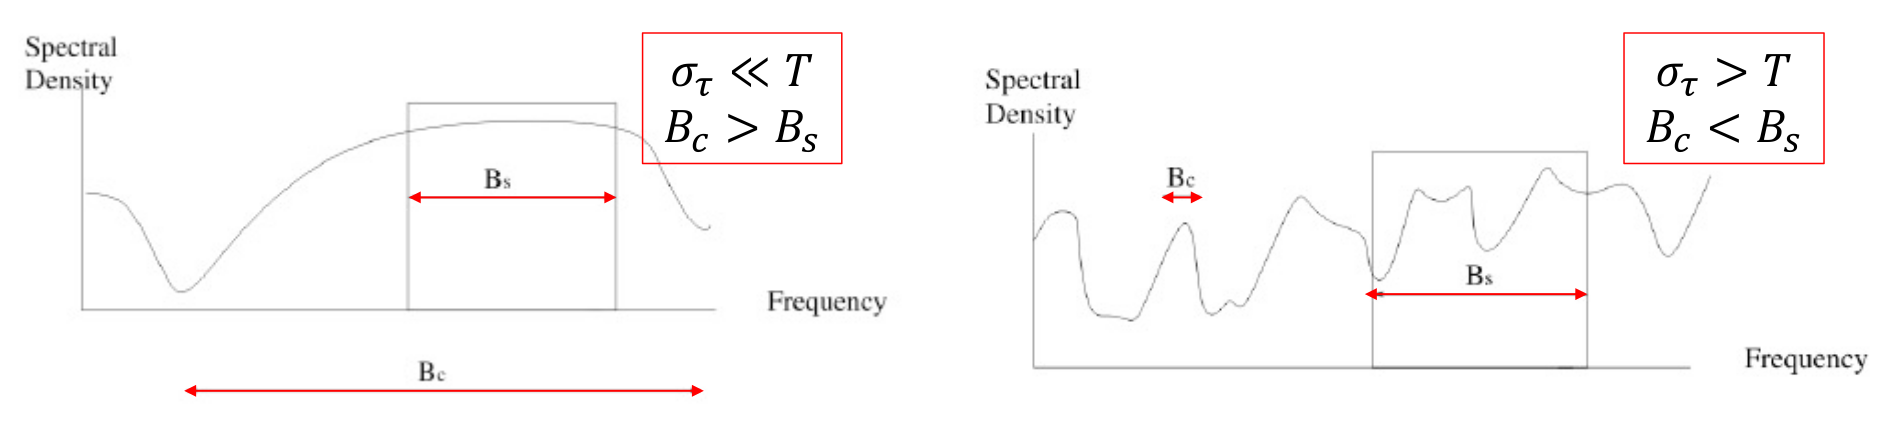 Spectral
Density
σ_τ ≪ T
B_c > B_s
Bs
Frequency
Bc
Spectral
Density
σ_τ > T
B_c < B_s
Bc
Bs
Frequency